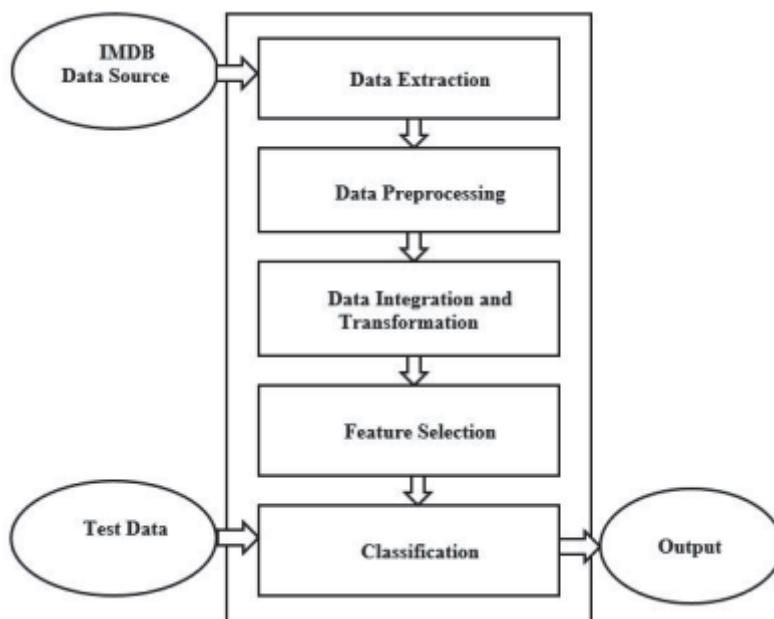 IMDB
Data Source
Data Extraction
Data Preprocessing
Data Integration and
Transformation
Feature Selection
Test Data
Classification
Output